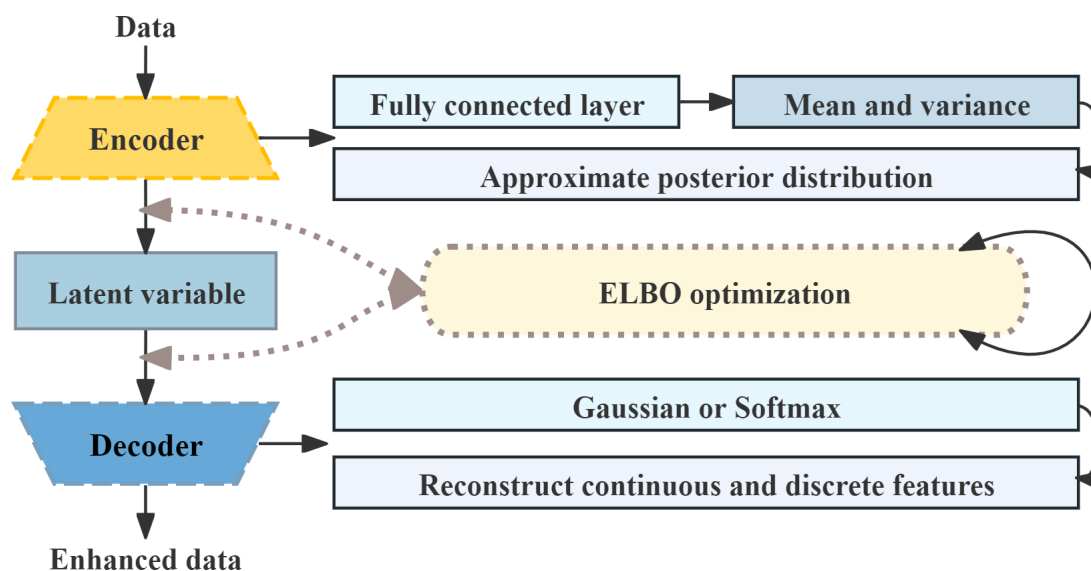 Data
Encoder
Fully connected layer
Mean and variance
Approximate posterior distribution
Latent variable
ELBO optimization
Decoder
Gaussian or Softmax
Reconstruct continuous and discrete features
Enhanced data